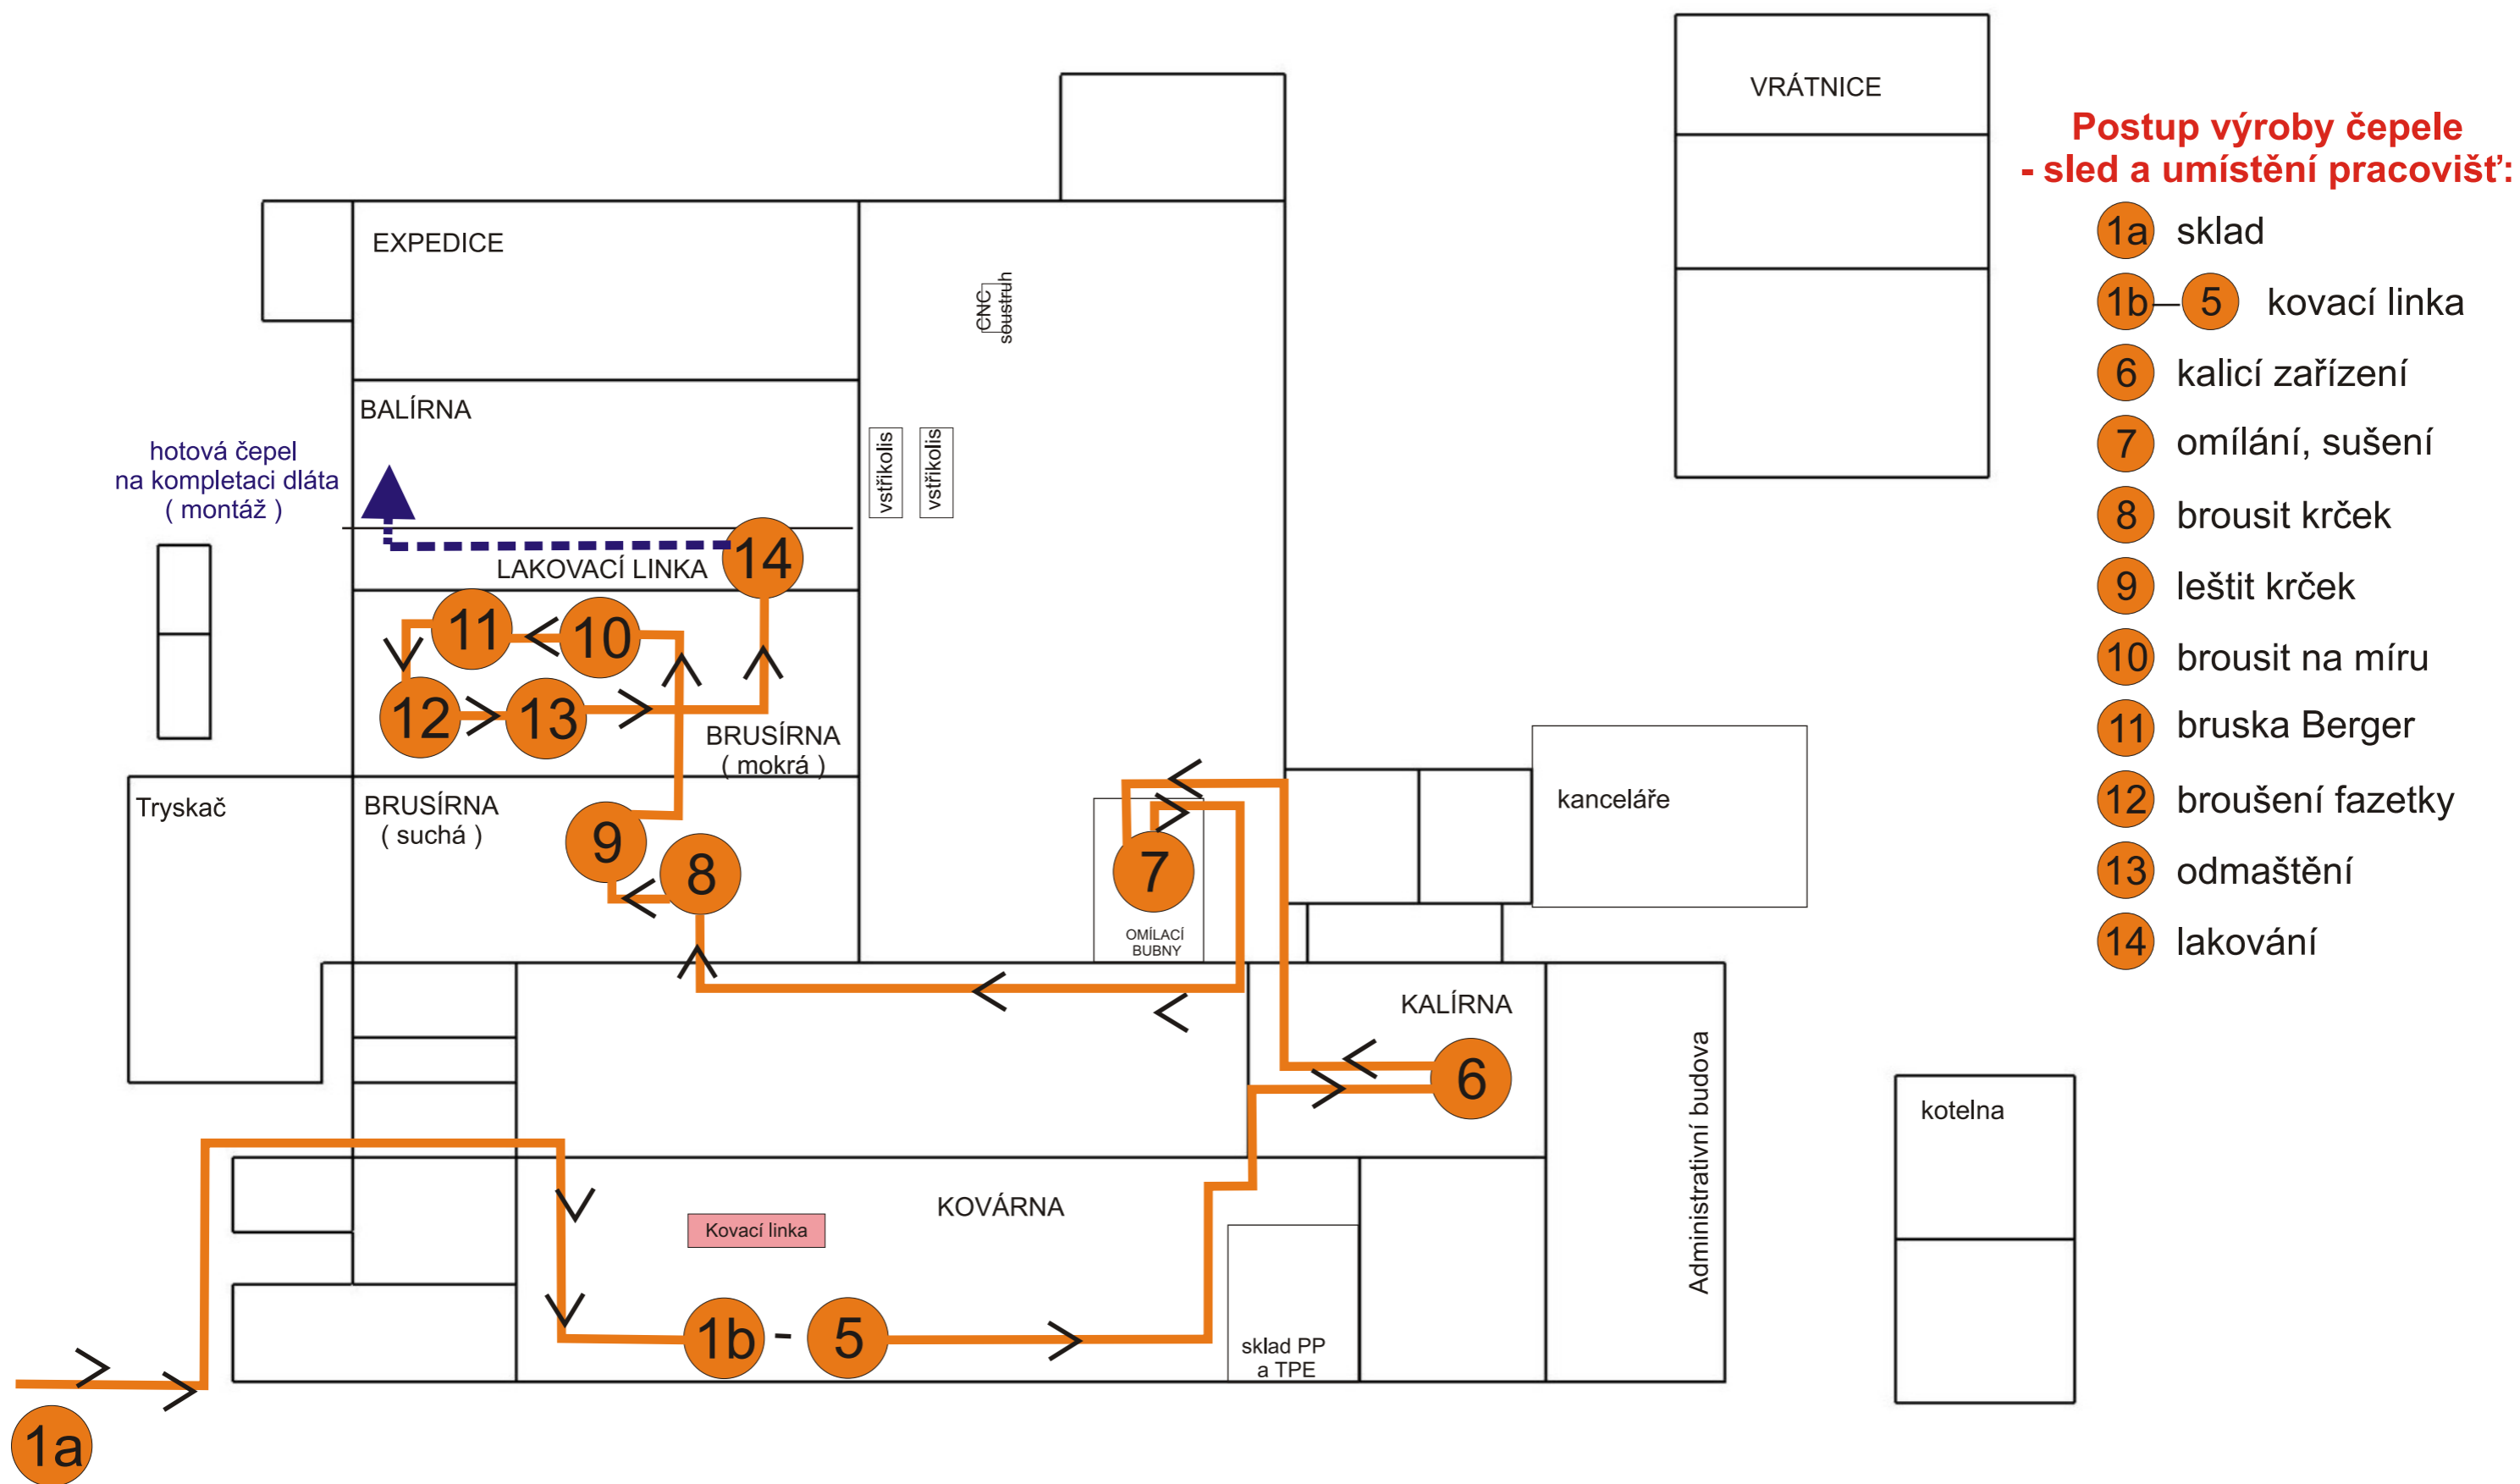 VRÁTNICE
Postup výroby čepele
- sled a umístění pracovišť:
1a sklad
1b – 5 kovací linka
6 kalicí zařízení
7 omílání, sušení
8 brousit krček
9 leštit krček
10 brousit na míru
11 bruska Berger
12 broušení fazetky
13 odmaštění
14 lakování
EXPEDICE
CNC
soustruh
BALÍRNA
hotová čepel
na kompletaci dláta
( montáž )
vstřikolis
vstřikolis
14
LAKOVACÍ LINKA
11
10
12
13
BRUSÍRNA
( mokrá )
Tryskač
BRUSÍRNA
( suchá )
9
8
7
OMÍLACÍ
BUBNY
kanceláře
KALÍRNA
6
Administrativní budova
kotelna
KOVÁRNA
Kovací linka
1b - 5
sklad PP
a TPE
1a